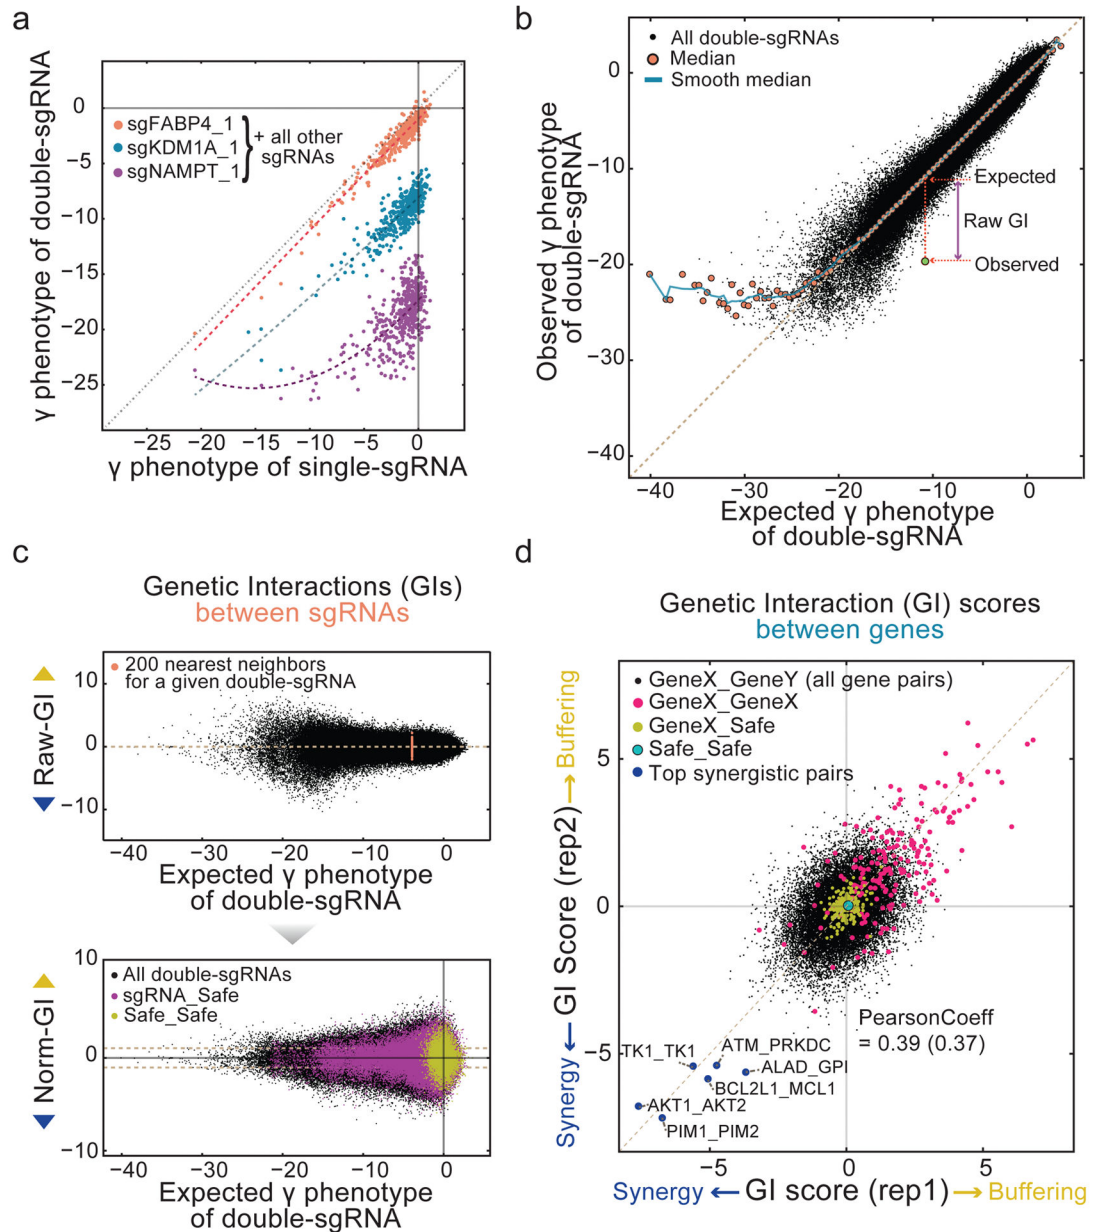 a
γ phenotype of double-sgRNA
0
−5
−10
−15
−20
−25
sgFABP4_1
sgKDM1A_1
sgNAMPT_1
+ all other
sgRNAs
−25
−20
−15
−10
−5
0
γ phenotype of single-sgRNA
b
Observed γ phenotype
of double-sgRNA
0
−10
−20
−30
−40
All double-sgRNAs
Median
Smooth median
Expected
Raw GI
Observed
−40
−30
−20
−10
0
Expected γ phenotype
of double-sgRNA
c
Genetic Interactions (GIs)
between sgRNAs
Raw-GI
10
0
−10
200 nearest neighbors
for a given double-sgRNA
−40
−30
−20
−10
0
Expected γ phenotype
of double-sgRNA
Norm-GI
10
0
−10
All double-sgRNAs
sgRNA_Safe
Safe_Safe
−40
−30
−20
−10
0
Expected γ phenotype
of double-sgRNA
d
Genetic Interaction (GI) scores
between genes
Synergy ← GI Score (rep2) → Buffering
5
0
−5
GeneX_GeneY (all gene pairs)
GeneX_GeneX
GeneX_Safe
Safe_Safe
Top synergistic pairs
PearsonCoeff
= 0.39 (0.37)
TK1_TK1
ATM_PRKDC
ALAD_GPI
BCL2L1_MCL1
AKT1_AKT2
PIM1_PIM2
−5
0
5
Synergy ← GI score (rep1) → Buffering